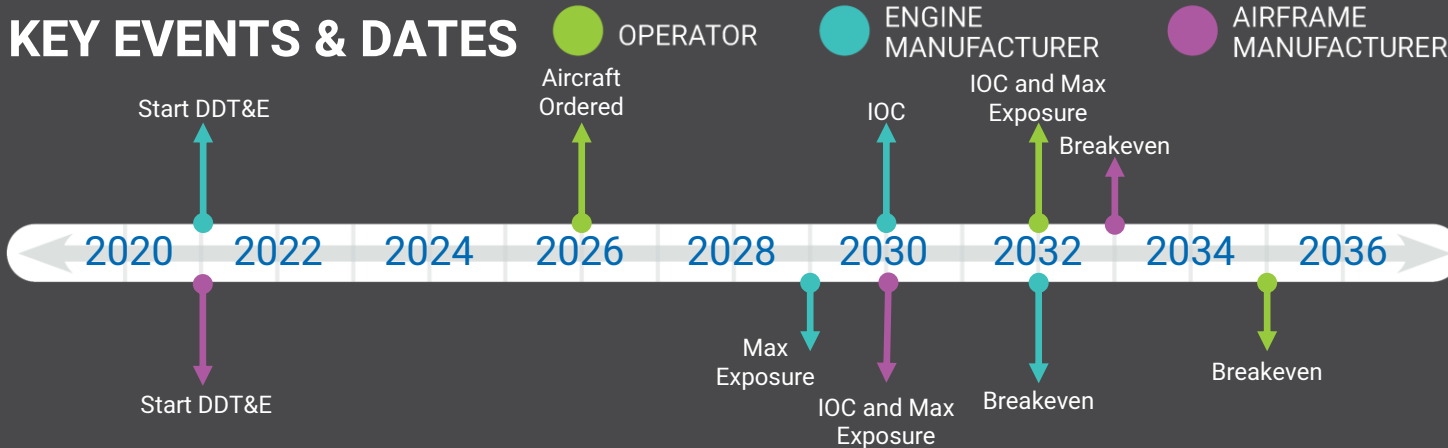 KEY EVENTS & DATES
OPERATOR
ENGINE
MANUFACTURER
AIRFRAME
MANUFACTURER
Start DDT&E
Aircraft
Ordered
IOC
IOC and Max
Exposure
Breakeven
2020 2022 2024 2026 2028 2030 2032 2034 2036
Start DDT&E
Max
Exposure
IOC and Max
Exposure
Breakeven
Breakeven